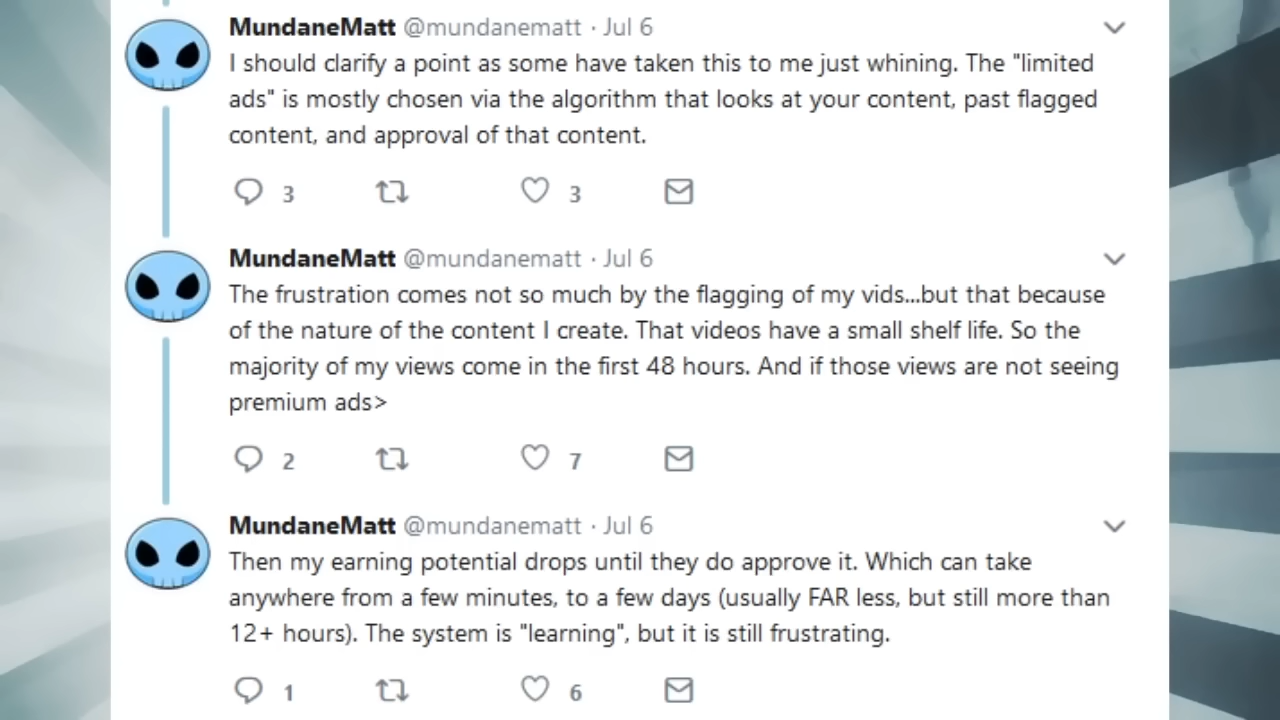 MundaneMatt @mundanematt · Jul 6
I should clarify a point as some have taken this to me just whining. The "limited
ads" is mostly chosen via the algorithm that looks at your content, past flagged
content, and approval of that content.
3 3
MundaneMatt @mundanematt · Jul 6
The frustration comes not so much by the flagging of my vids...but that because
of the nature of the content I create. That videos have a small shelf life. So the
majority of my views come in the first 48 hours. And if those views are not seeing
premium ads>
2 7
MundaneMatt @mundanematt · Jul 6
Then my earning potential drops until they do approve it. Which can take
anywhere from a few minutes, to a few days (usually FAR less, but still more than
12+ hours). The system is "learning", but it is still frustrating.
1 6